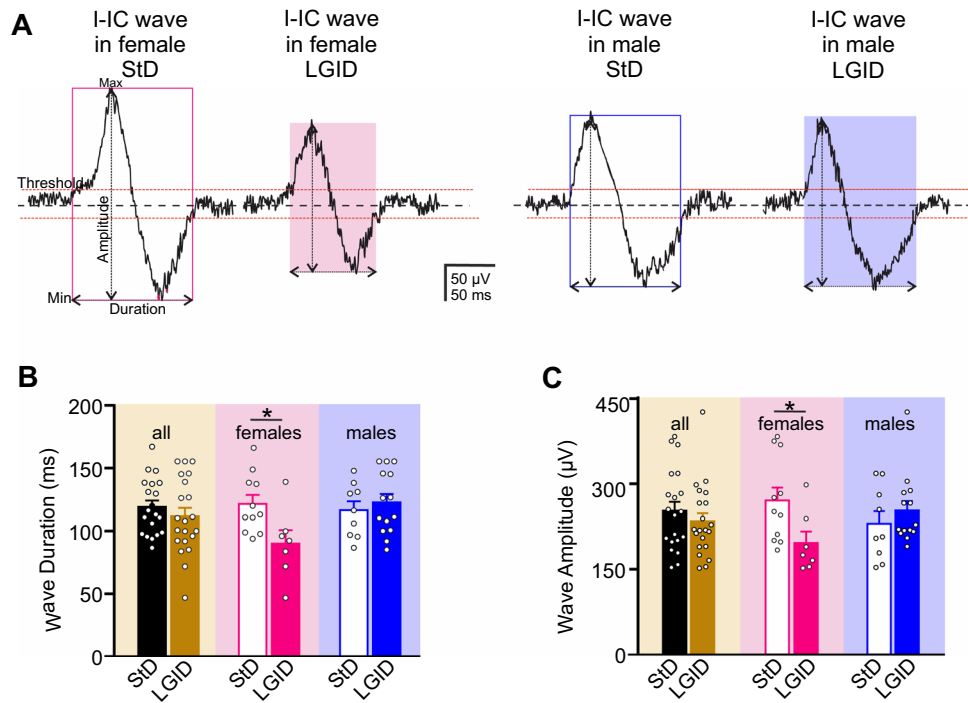 A
I-IC wave
in female
StD
I-IC wave
in female
LGID
I-IC wave
in male
StD
I-IC wave
in male
LGID
Max
Threshold
Amplitude
Min
Duration
50 µV
50 ms
B
Wave Duration (ms)
200
150
100
50
0
all
*
females
males
StD
LGID
StD
LGID
StD
LGID
C
Wave Amplitude (µV)
450
300
150
0
all
*
females
males
StD
LGID
StD
LGID
StD
LGID